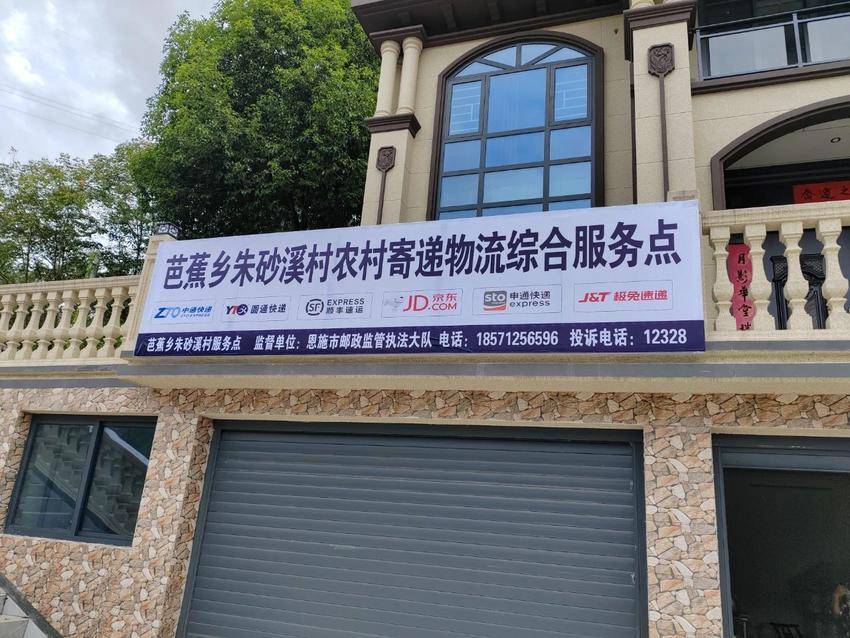 芭蕉乡朱砂溪村农村寄递物流综合服务点
ZTO 中通快递 ZTO EXPRESS YTO 圆通快递 SF EXPRESS 顺丰速运 JD.京东 JD.COM sto 申通快递 express J&T 极兔速递
芭蕉乡朱砂溪村服务点 监督单位：恩施市邮政监管执法大队 电话：18571256596 投诉电话：12328